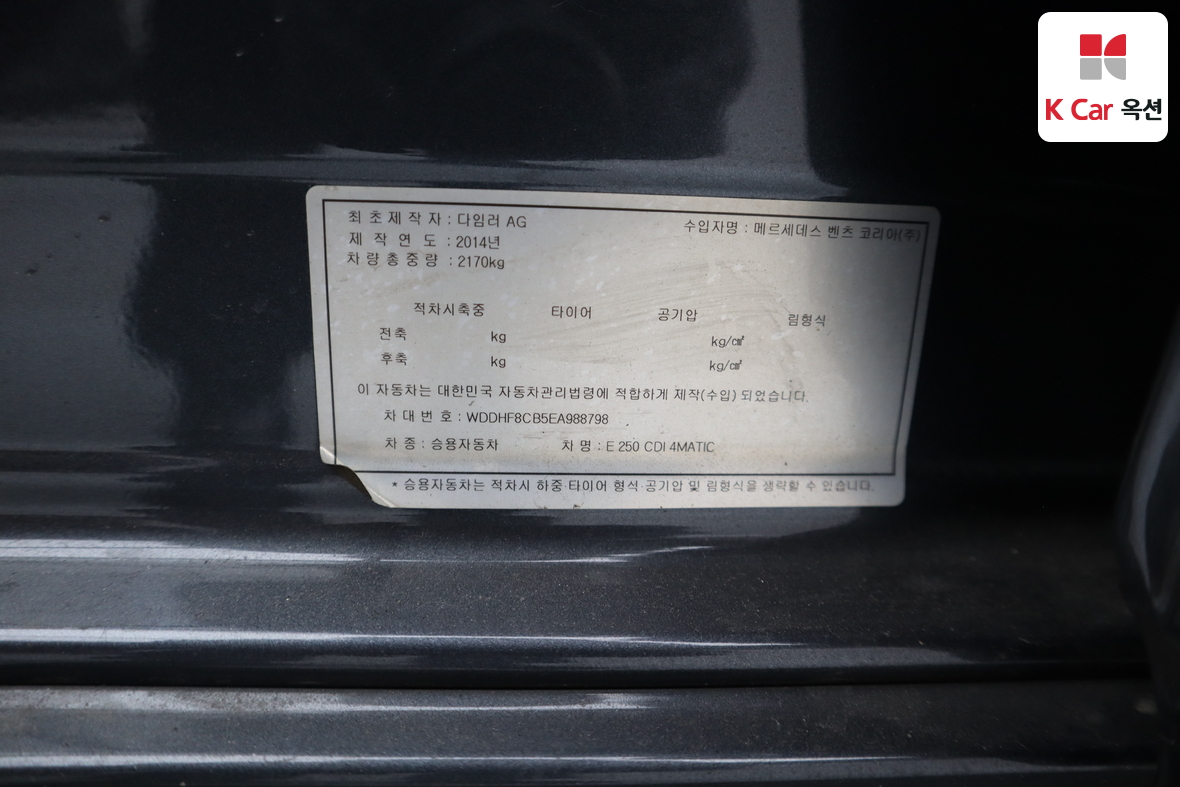 K Car 옥션
최초제작자 : 다임러 AG 수입자명 : 메르세데스 벤츠 코리아(주)
제작연도 : 2014년
차량총중량 : 2170kg
적차시축중 타이어 공기압 림형식
전축 kg kg/㎠
후축 kg kg/㎠
이 자동차는 대한민국 자동차관리법령에 적합하게 제작(수입) 되었습니다.
차대번호 : WDDHF8CB5EA988798
차종 : 승용자동차 차명 : E 250 CDI 4MATIC
* 승용자동차는 적차시 하중·타이어 형식·공기압 및 림형식을 생략할 수 있습니다.